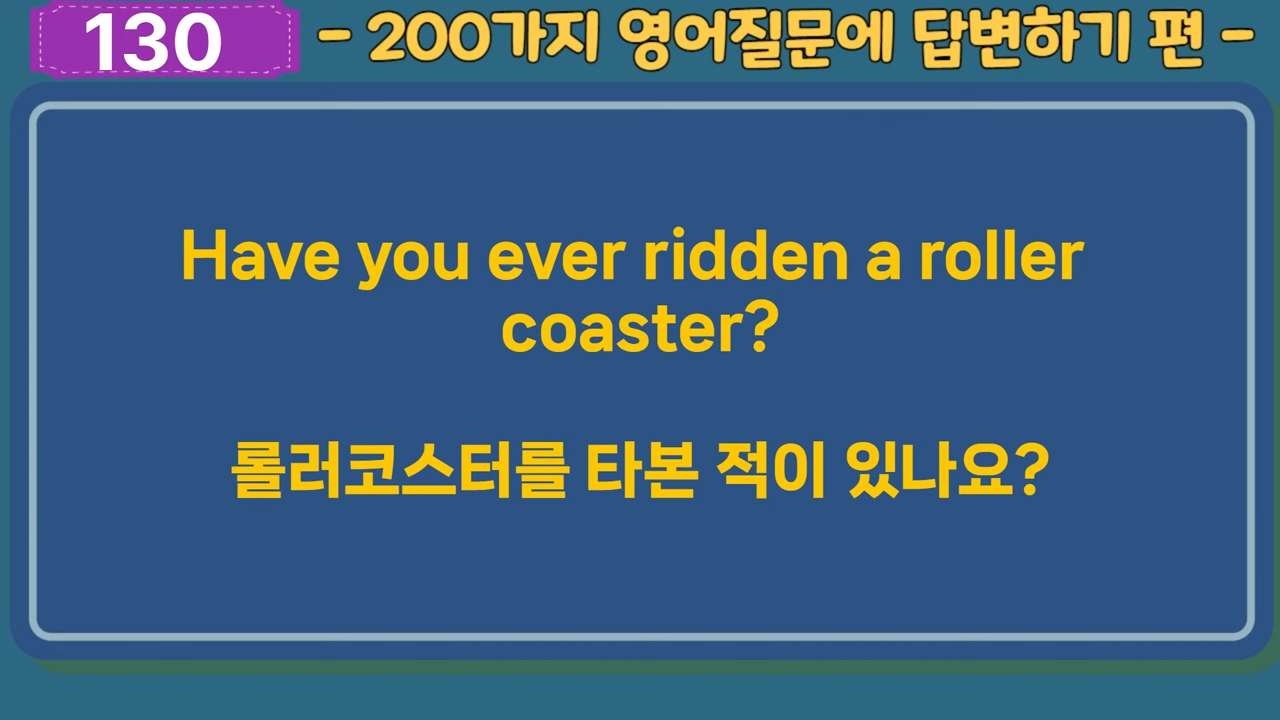 130
- 200가지 영어질문에 답변하기 편 -
Have you ever ridden a roller
coaster?
롤러코스터를 타본 적이 있나요?